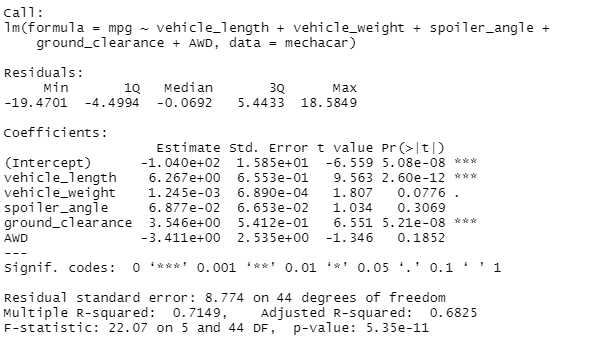 Call:
lm(formula = mpg ~ vehicle_length + vehicle_weight + spoiler_angle +
    ground_clearance + AWD, data = mechacar)

Residuals:
     Min       1Q   Median       3Q      Max
-19.4701  -4.4994  -0.0692   5.4433  18.5849

Coefficients:
                   Estimate Std. Error t value Pr(>|t|)
(Intercept)      -1.040e+02  1.585e+01  -6.559 5.08e-08 ***
vehicle_length    6.267e+00  6.553e-01   9.563 2.60e-12 ***
vehicle_weight    1.245e-03  6.890e-04   1.807   0.0776 .
spoiler_angle     6.877e-02  6.653e-02   1.034   0.3069
ground_clearance  3.546e+00  5.412e-01   6.551 5.21e-08 ***
AWD              -3.411e+00  2.535e+00  -1.346   0.1852
---
Signif. codes:  0 ‘***’ 0.001 ‘**’ 0.01 ‘*’ 0.05 ‘.’ 0.1 ‘ ’ 1

Residual standard error: 8.774 on 44 degrees of freedom
Multiple R-squared:  0.7149,    Adjusted R-squared:  0.6825
F-statistic: 22.07 on 5 and 44 DF,  p-value: 5.35e-11